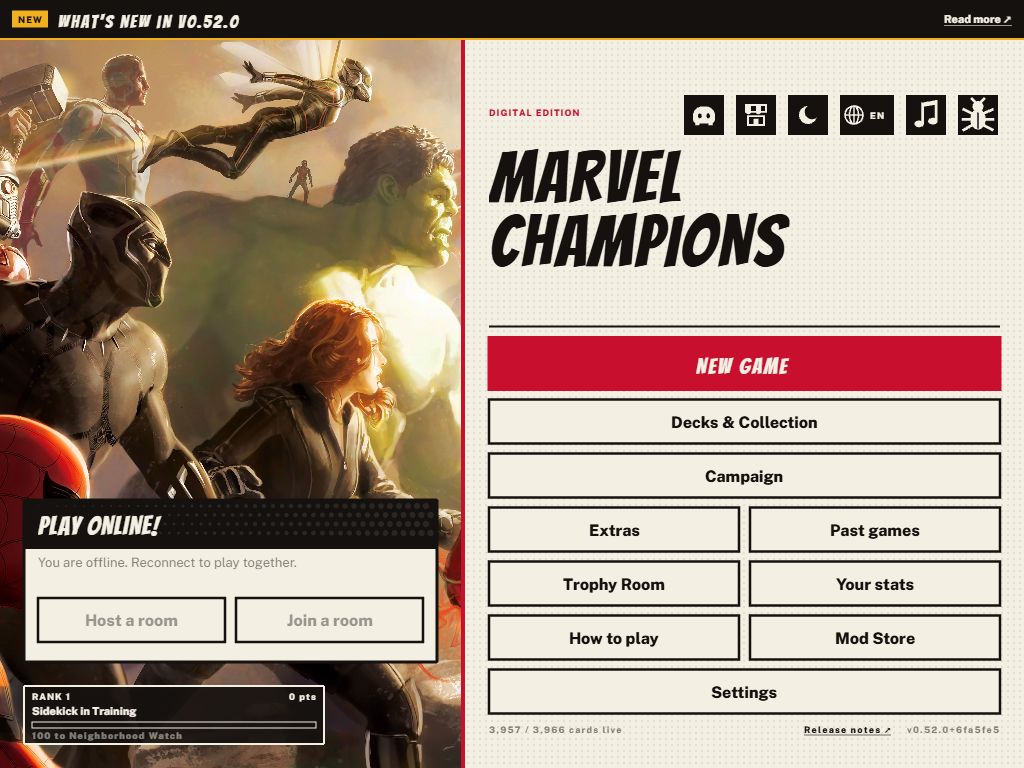 NEW
WHAT'S NEW IN V0.52.0
Read more ↗
DIGITAL EDITION
EN
MARVEL
CHAMPIONS
NEW GAME
Decks & Collection
Campaign
Extras
Past games
Trophy Room
Your stats
How to play
Mod Store
Settings
3,957 / 3,966 cards live
Release notes ↗
v0.52.0+6fa5fe5
PLAY ONLINE!
You are offline. Reconnect to play together.
Host a room
Join a room
RANK 1
0 pts
Sidekick in Training
100 to Neighborhood Watch